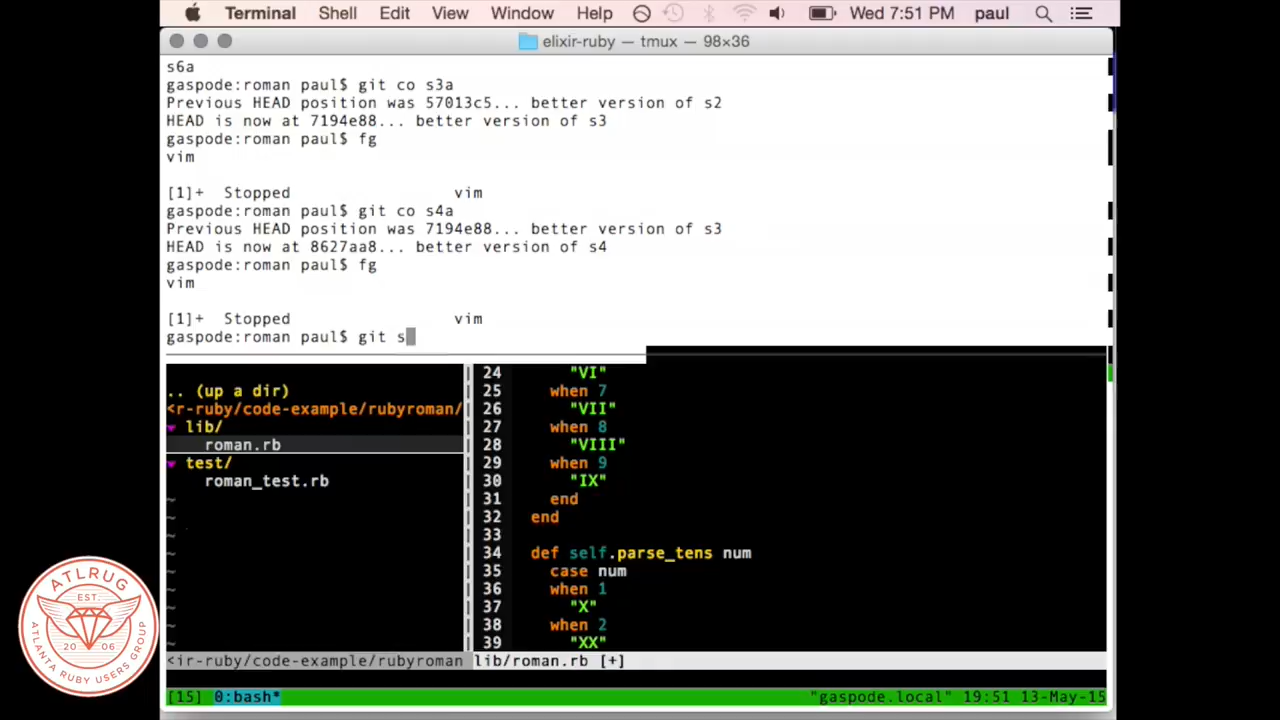 Terminal Shell Edit View Window Help Wed 7:51 PM paul
elixir-ruby — tmux — 98×36
s6a
gaspode:roman paul$ git co s3a
Previous HEAD position was 57013c5... better version of s2
HEAD is now at 7194e88... better version of s3
gaspode:roman paul$ fg
vim
[1]+ Stopped vim
gaspode:roman paul$ git co s4a
Previous HEAD position was 7194e88... better version of s3
HEAD is now at 8627aa8... better version of s4
gaspode:roman paul$ fg
vim
[1]+ Stopped vim
gaspode:roman paul$ git s
.. (up a dir)
<r-ruby/code-example/rubyroman/
▼ lib/
roman.rb
▼ test/
roman_test.rb
~
~
~
~
~
~
~
~
~
24 "VI"
25 when 7
26 "VII"
27 when 8
28 "VIII"
29 when 9
30 "IX"
31 end
32 end
33
34 def self.parse_tens num
35 case num
36 when 1
37 "X"
38 when 2
39 "XX"
<ir-ruby/code-example/rubyroman lib/roman.rb [+]
[15] 0:bash* "gaspode.local" 19:51 13-May-15
ATLRUG
EST.
20 06
ATLANTA RUBY USERS GROUP